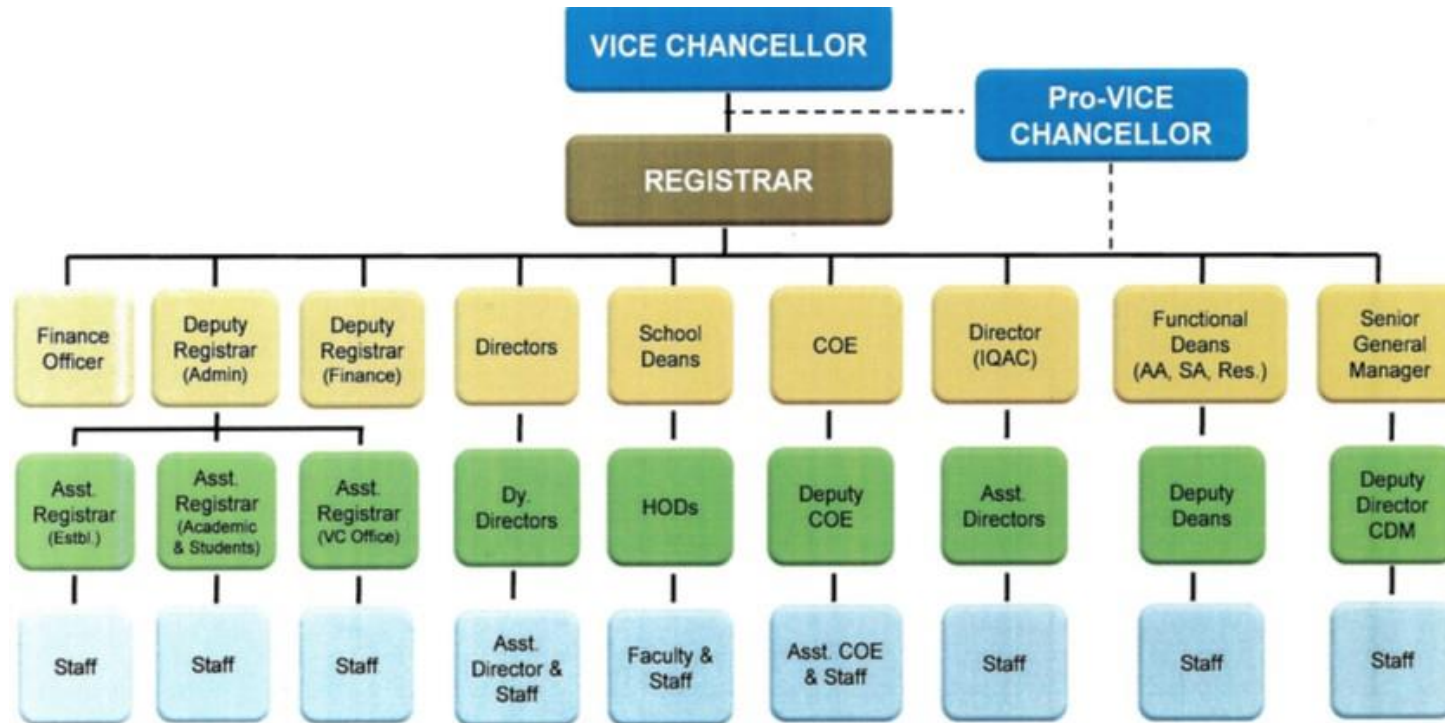 VICE CHANCELLOR
Pro-VICE
CHANCELLOR
REGISTRAR
Finance
Officer
Deputy
Registrar
(Admin)
Deputy
Registrar
(Finance)
Directors
School
Deans
COE
Director
(IQAC)
Functional
Deans
(AA, SA, Res.)
Senior
General
Manager
Asst.
Registrar
(Estbl.)
Asst.
Registrar
(Academic
& Students)
Asst.
Registrar
(VC Office)
Dy.
Directors
HODs
Deputy
COE
Asst.
Directors
Deputy
Deans
Deputy
Director
CDM
Staff
Staff
Staff
Asst.
Director &
Staff
Faculty &
Staff
Asst. COE
& Staff
Staff
Staff
Staff